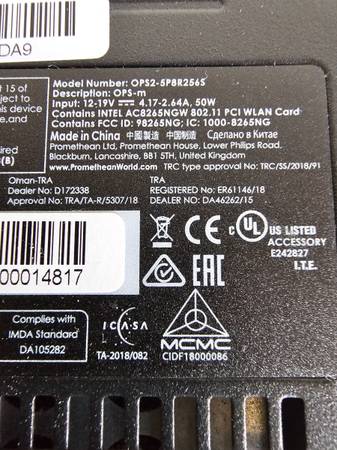 DA9
15 of
ject to
this
s.
Model Number: OPS2-5P8R256S
Description: OPS-m
Input: 12-19V 4.17-2.64A, 50W
Contains INTEL AC8265NGW 802.11 PCI WLAN Card
Contains FCC ID: 98265NG; IC: 1000-8265NG
Made in China 中國製造 中国制造 Сделано в Китае
Promethean LTD. Promethean House, Lower Philips Road,
Blackburn, Lancashire, BB1 5TH, United Kingdom
www.PrometheanWorld.com TRC type approval No: TRC/SS/2018/91
(B)
Oman-TRA
Dealer No: D172338
Approval No: TRA/TA-R/5307/18
TRA
REGISTERED No: ER61146/18
DEALER No: DA46262/15
CE
UL
US LISTED
ACCESSORY
E242827
I.T.E.
00014817
EAC
Complies with
IMDA Standard
DA105282
ICASA
TA-2018/082
MCMC
CIDF18000086